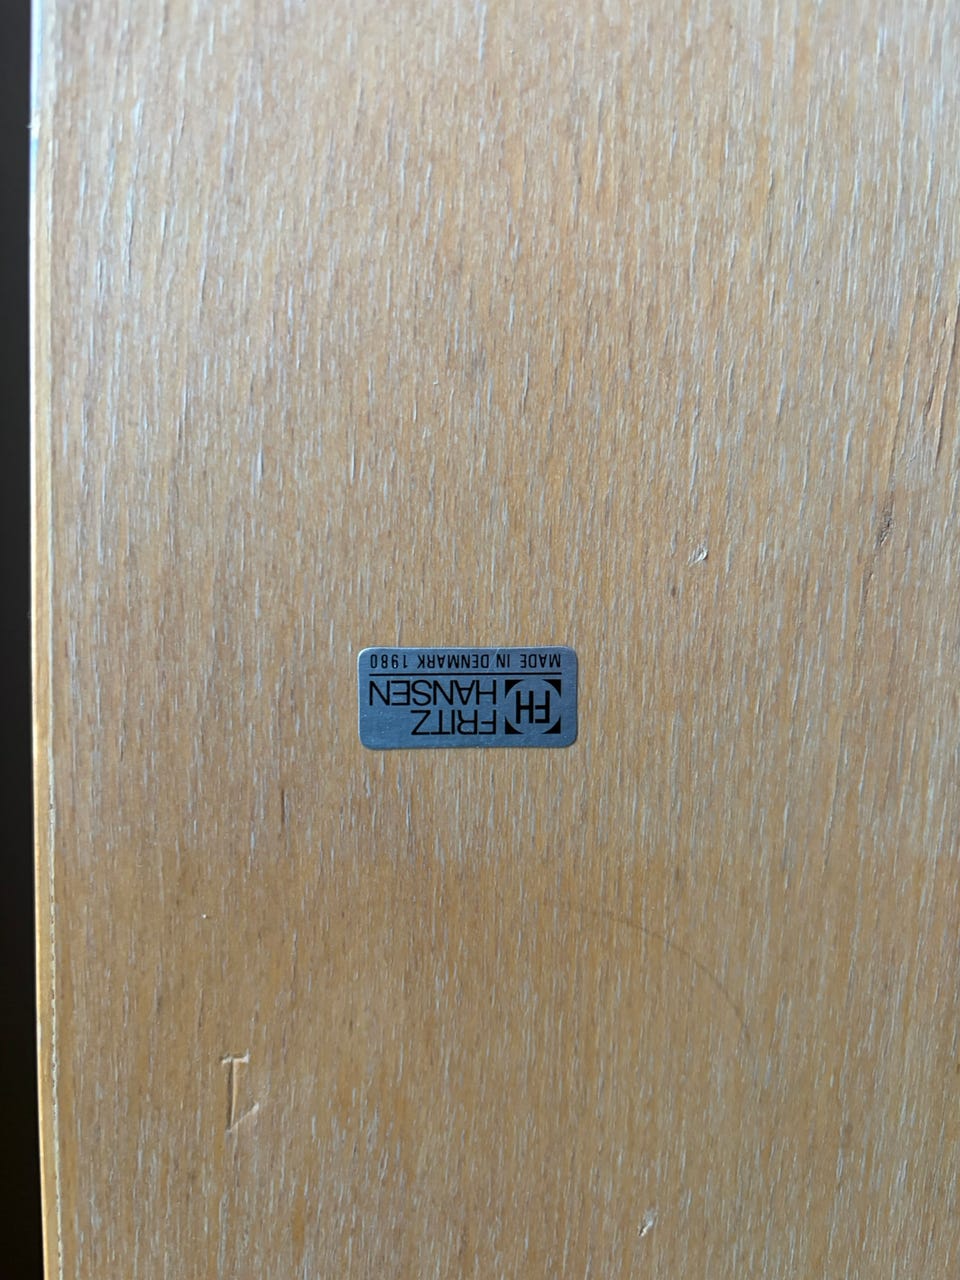 FH
FRITZ
HANSEN
MADE IN DENMARK 1980